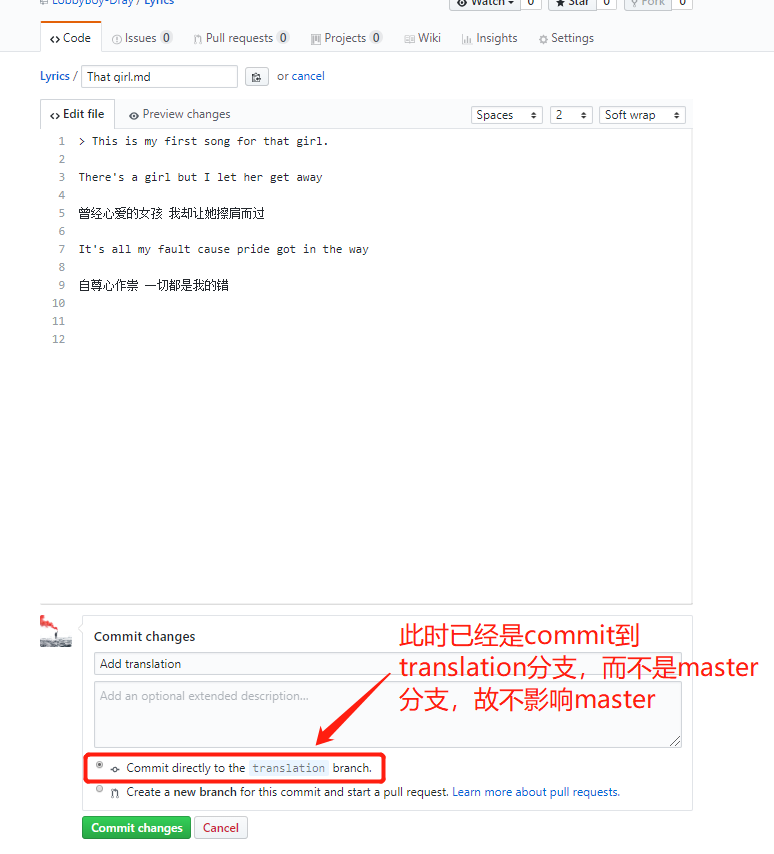 LobbyBoy-Dray / Lyrics
Watch 0 Star 0 Fork 0
Code Issues 0 Pull requests 0 Projects 0 Wiki Insights Settings
Lyrics / That girl.md or cancel
Edit file Preview changes Spaces 2 Soft wrap
1 > This is my first song for that girl.
2
3 There's a girl but I let her get away
4
5 曾经心爱的女孩 我却让她擦肩而过
6
7 It's all my fault cause pride got in the way
8
9 自尊心作祟 一切都是我的错
10
11
12
Commit changes
Add translation
Add an optional extended description...
此时已经是commit到
translation分支，而不是master
分支，故不影响master
Commit directly to the translation branch.
Create a new branch for this commit and start a pull request. Learn more about pull requests.
Commit changes Cancel